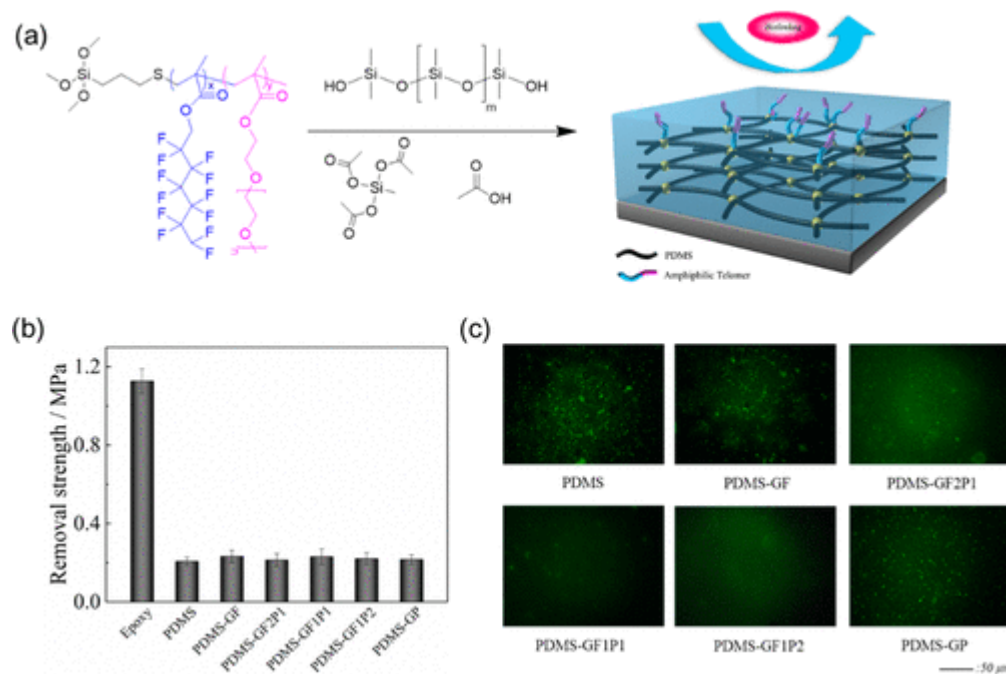 (a)
O
O
Si
O
S
x
y
O
O
O
O
F
F
F
F
F
F
F
F
F
F
F
F
O
O
HO
Si
O
Si
O
m
Si
OH
O
O
O
O
Si
O
O
O
OH
PDMS
Amphiphilic Telomer
(b)
Removal strength / MPa
1.2
0.8
0.4
0.0
Epoxy
PDMS
PDMS-GF
PDMS-GF2P1
PDMS-GF1P1
PDMS-GF1P2
PDMS-GP
(c)
PDMS
PDMS-GF
PDMS-GF2P1
PDMS-GF1P1
PDMS-GF1P2
PDMS-GP
:50 μm